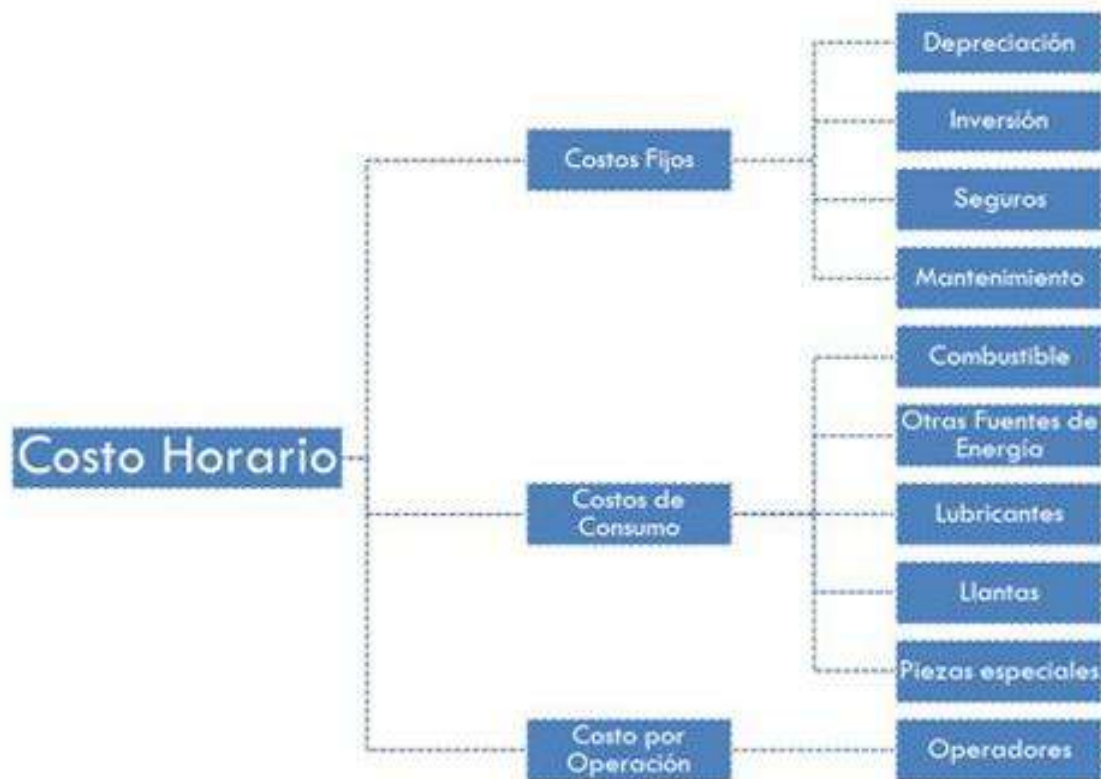 Costo Horario
Costos Fijos
Depreciación
Inversión
Seguros
Mantenimiento
Costos de
Consumo
Combustible
Otras Fuentes de
Energía
Lubricantes
Llantas
Piezas especiales
Costo por
Operación
Operadores